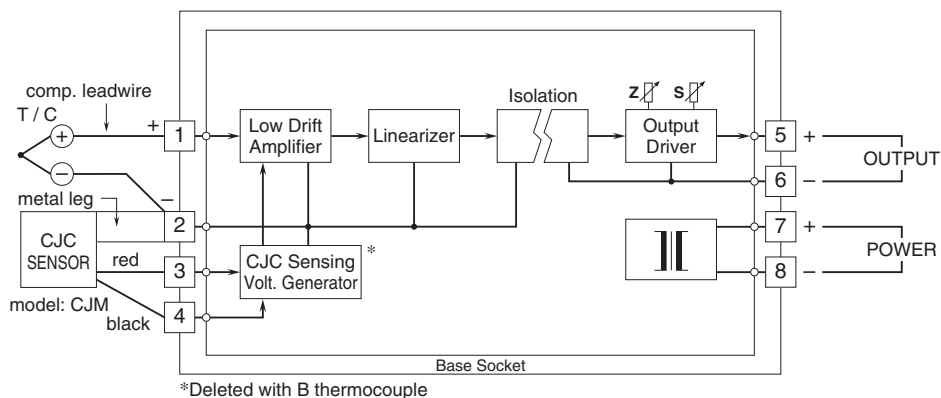 comp. leadwire
T / C
+
–
+
–
metal leg
CJC
SENSOR
red
model: CJM
black
1
2
3
4
Low Drift
Amplifier
Linearizer
Isolation
Z
S
Output
Driver
CJC Sensing
Volt. Generator
*
5
6
7
8
+
–
OUTPUT
+
–
POWER
Base Socket
*Deleted with B thermocouple